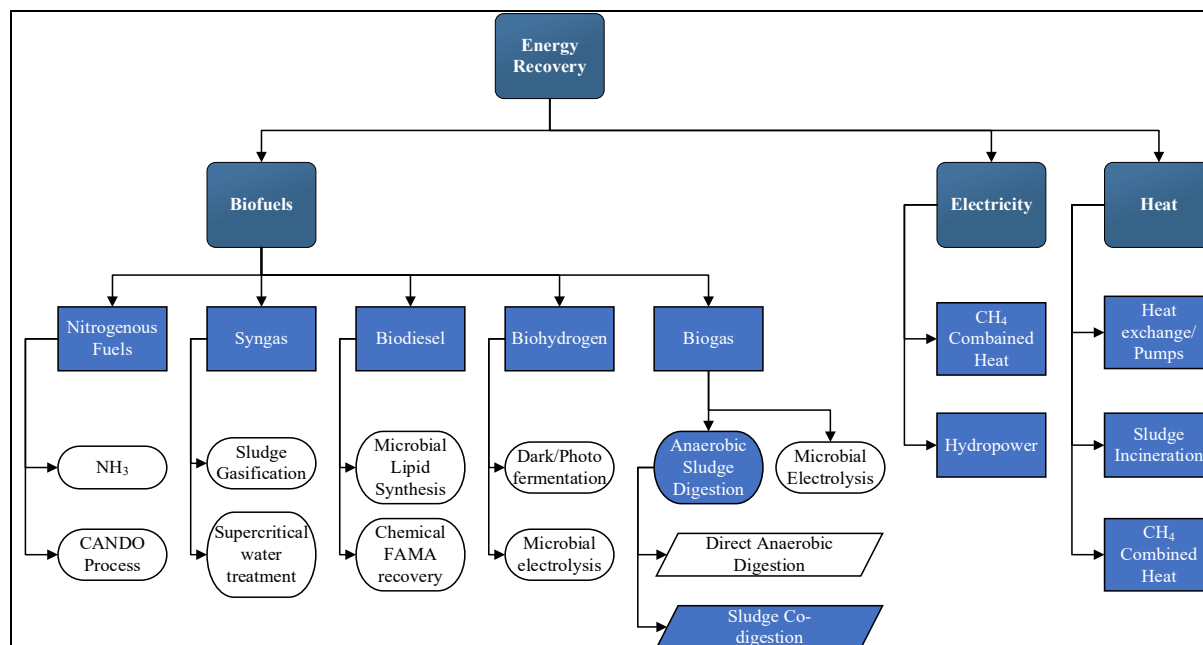 Energy
Recovery
Biofuels
Electricity
Heat
Nitrogenous
Fuels
Syngas
Biodiesel
Biohydrogen
Biogas
CH₄
Combained
Heat
Heat
exchange/
Pumps
NH₃
Sludge
Gasification
Microbial
Lipid
Synthesis
Dark/Photo
fermentation
Anaerobic
Sludge
Digestion
Microbial
Electrolysis
Hydropower
Sludge
Incineration
CANDO
Process
Supercritical
water
treatment
Chemical
FAMA
recovery
Microbial
electrolysis
Direct Anaerobic
Digestion
CH₄
Combined
Heat
Sludge Co-
digestion